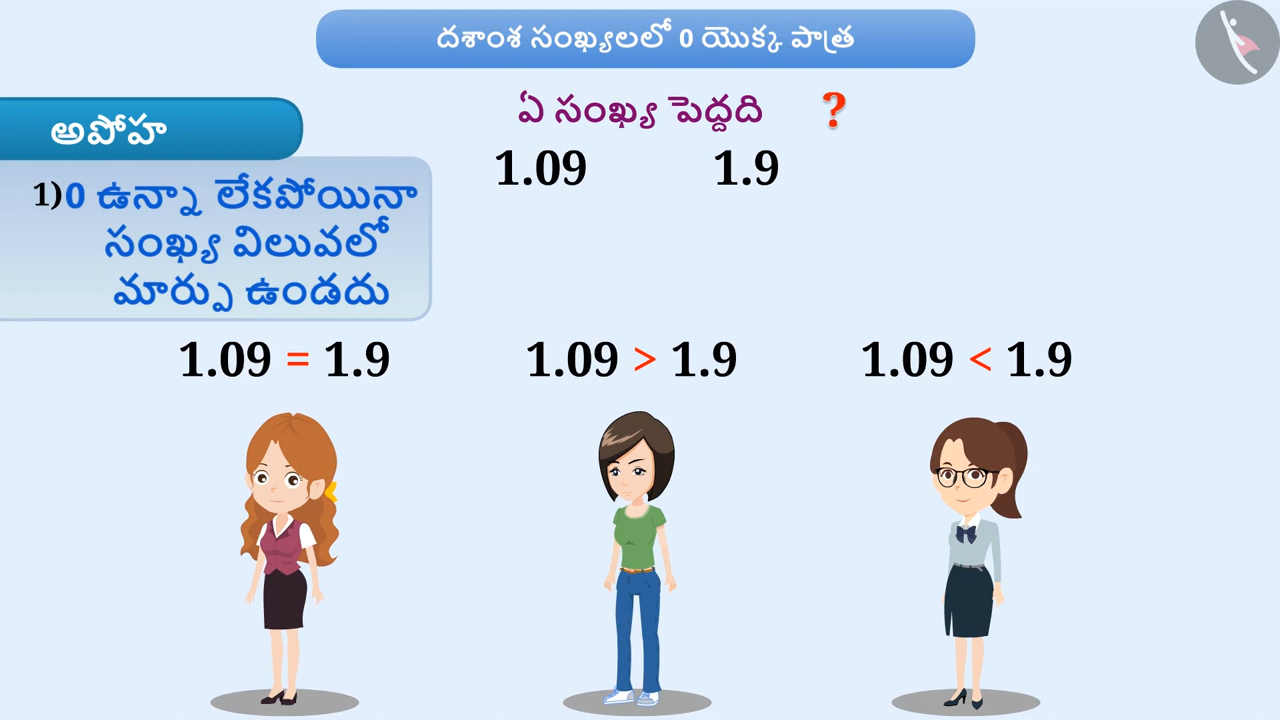 దశాంశ సంఖ్యలలో 0 యొక్క పాత్ర
ఏ సంఖ్య పెద్దది ?
1.09 1.9
అపోహ
1)0 ఉన్నా లేకపోయినా
సంఖ్య విలువలో
మార్పు ఉండదు
1.09 = 1.9
1.09 > 1.9
1.09 < 1.9